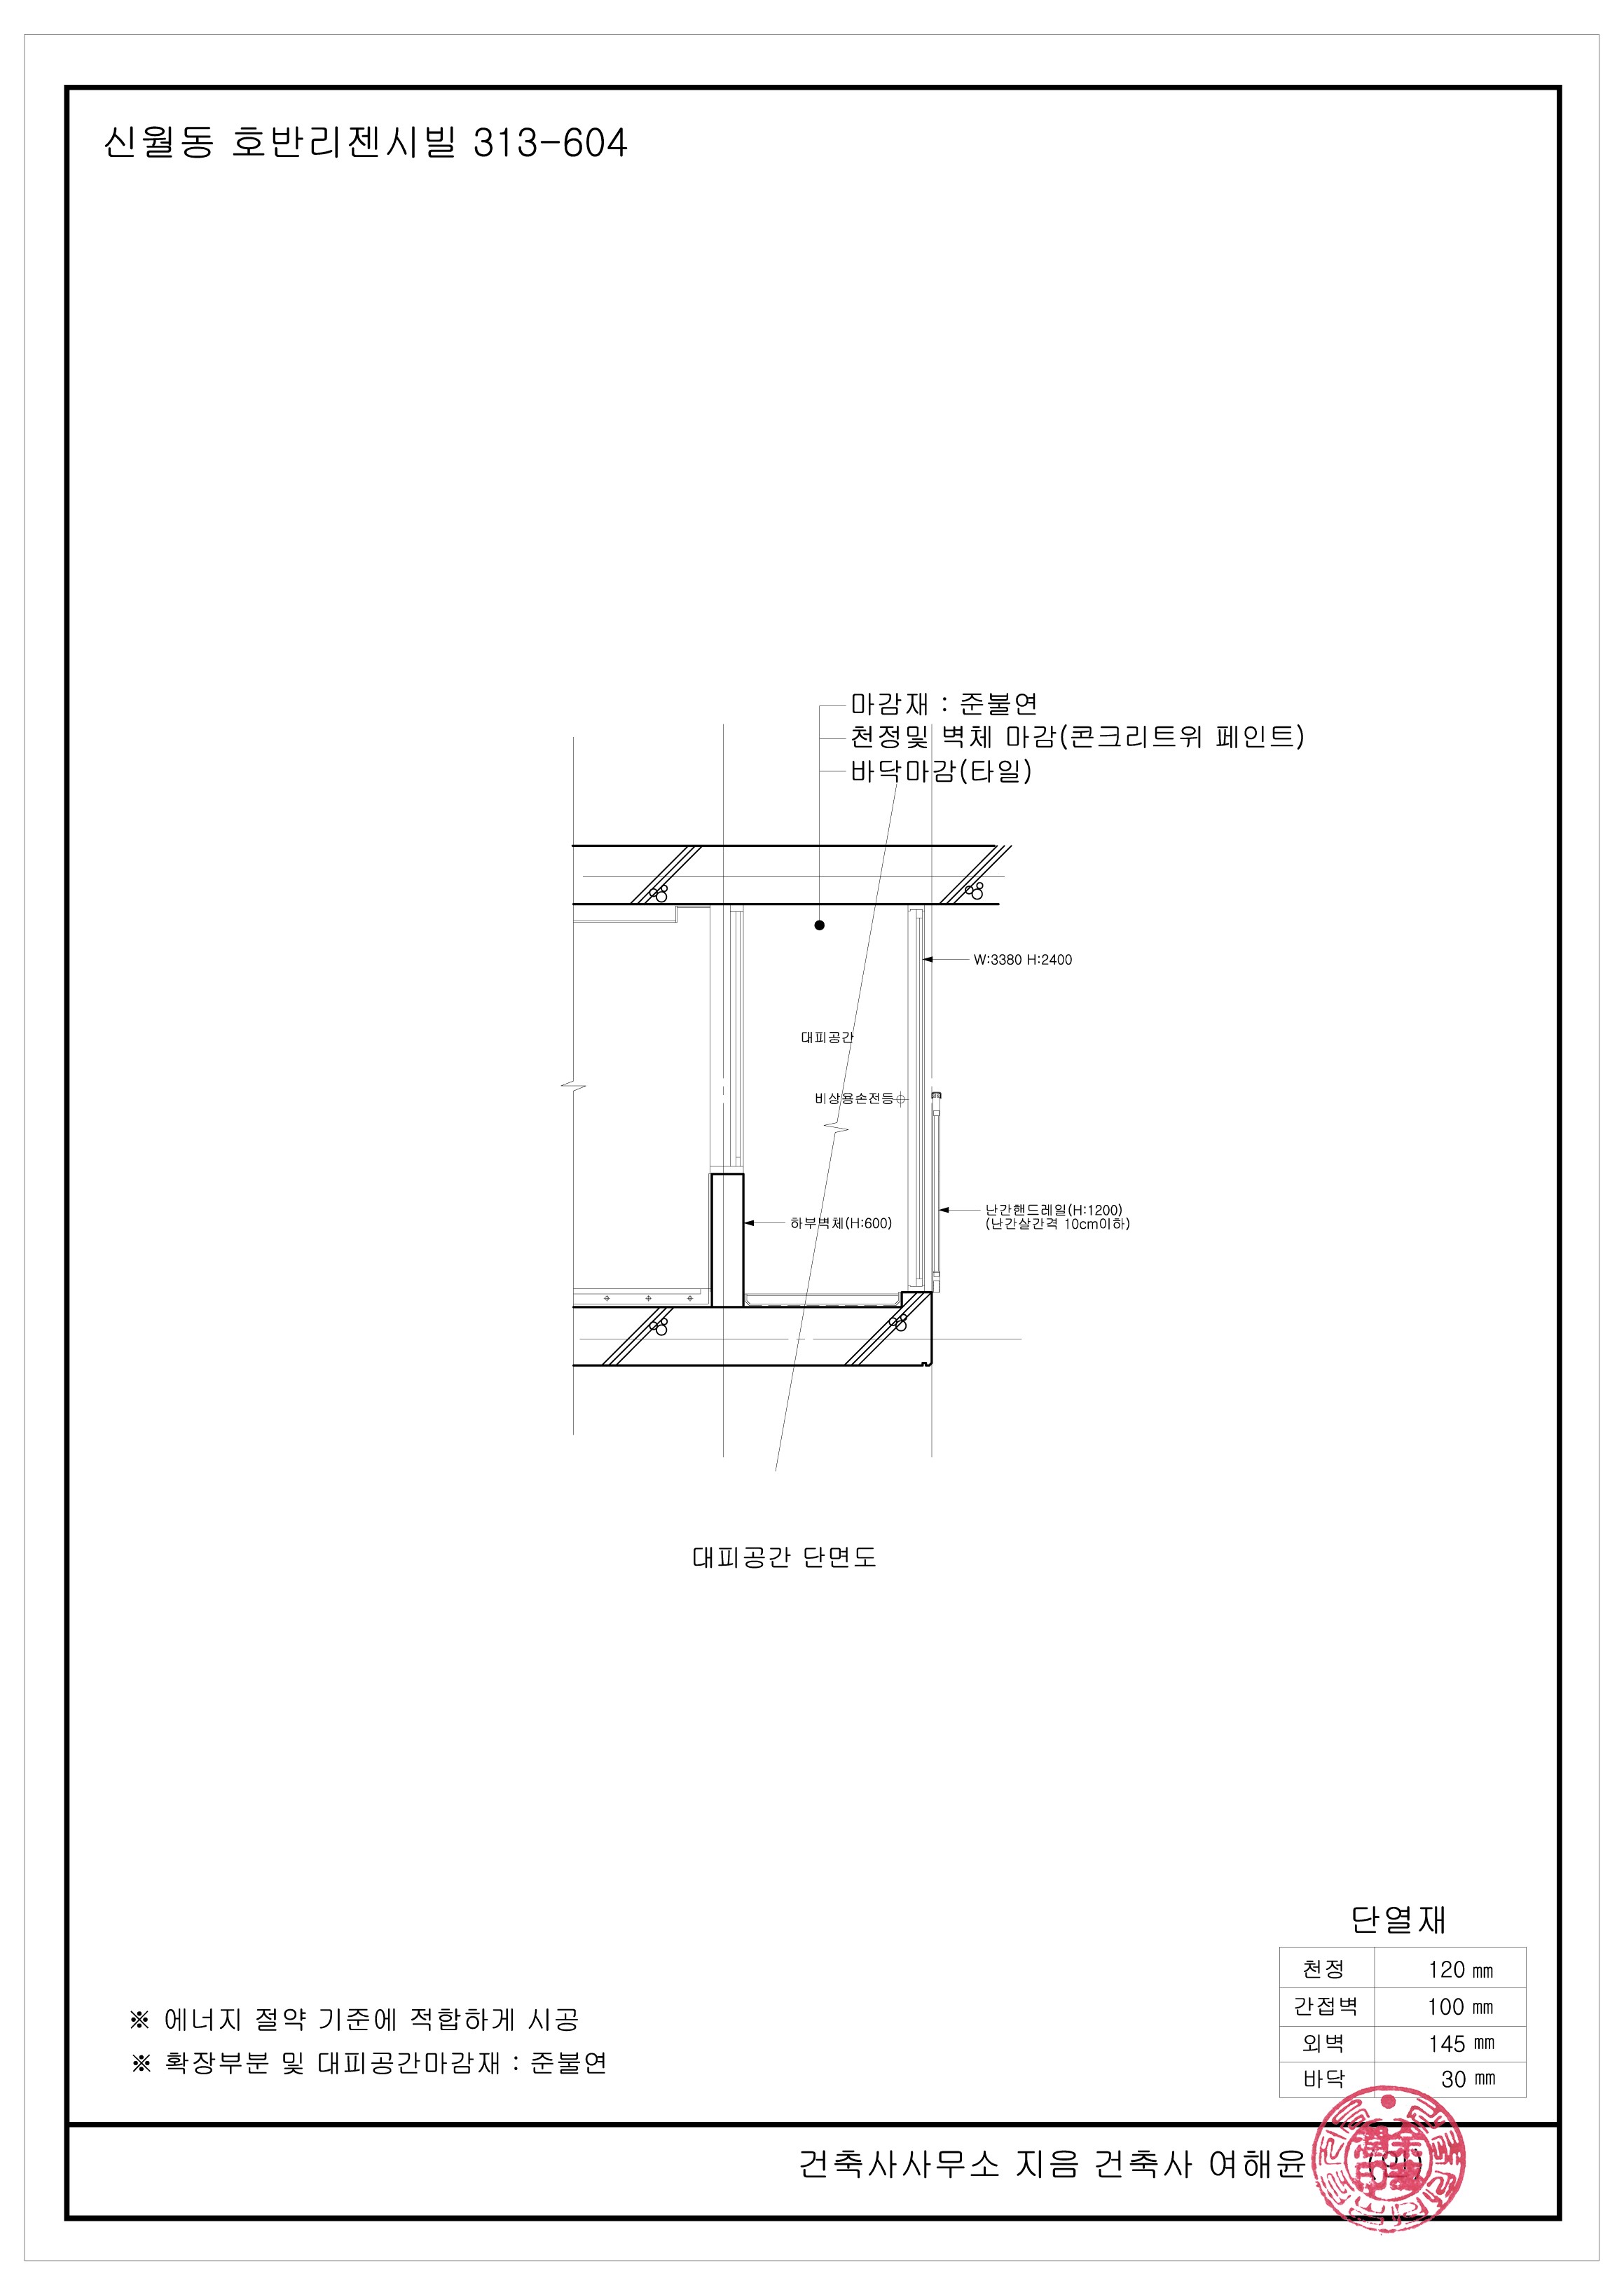 신월동 호반리젠시빌 313-604
마감재 : 준불연
천정및 벽체 마감(콘크리트위 페인트)
바닥마감(타일)
W:3380 H:2400
대피공간
비상용손전등
하부벽체(H:600)
난간핸드레일(H:1200)
(난간살간격 10cm이하)
대피공간 단면도
단열재
천정 120 ㎜
간접벽 100 ㎜
외벽 145 ㎜
바닥 30 ㎜
※ 에너지 절약 기준에 적합하게 시공
※ 확장부분 및 대피공간마감재 : 준불연
건축사사무소 지음 건축사 여해윤 (인)